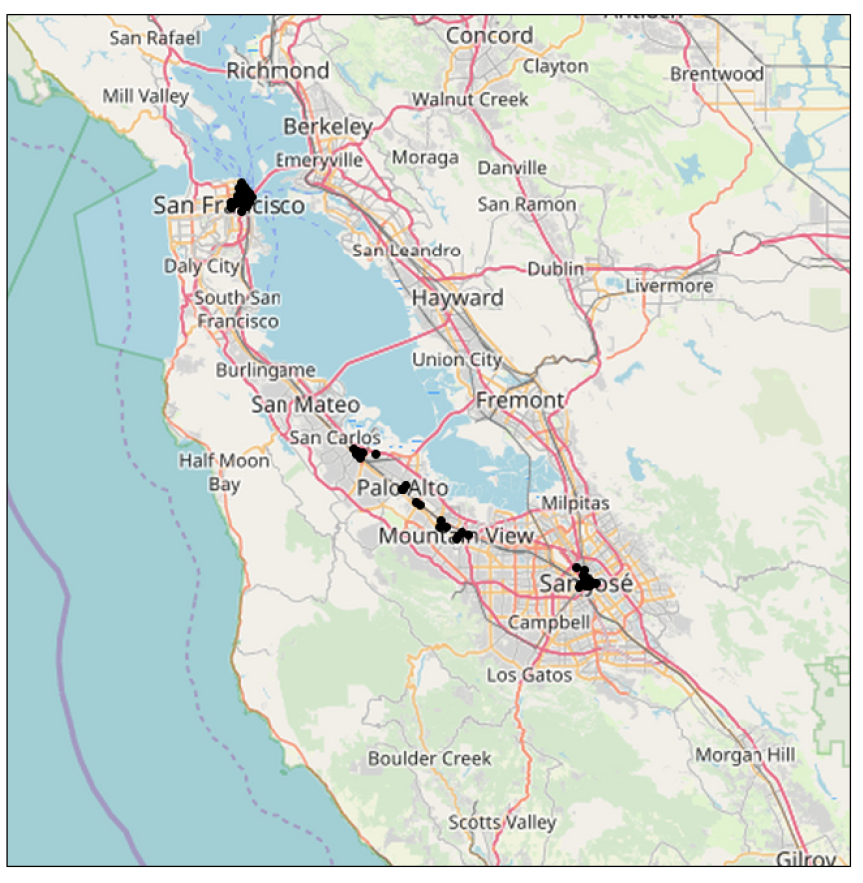 Antioch
San Rafael
Concord
Clayton
Richmond
Brentwood
Mill Valley
Walnut Creek
Berkeley
Emeryville
Moraga
Danville
San Francisco
San Ramon
San Leandro
Daly City
Dublin
Livermore
South San
Francisco
Hayward
Union City
Burlingame
San Mateo
Fremont
San Carlos
Half Moon
Bay
Palo Alto
Milpitas
Mountain View
San José
Campbell
Los Gatos
Boulder Creek
Morgan Hill
Scotts Valley
Gilroy